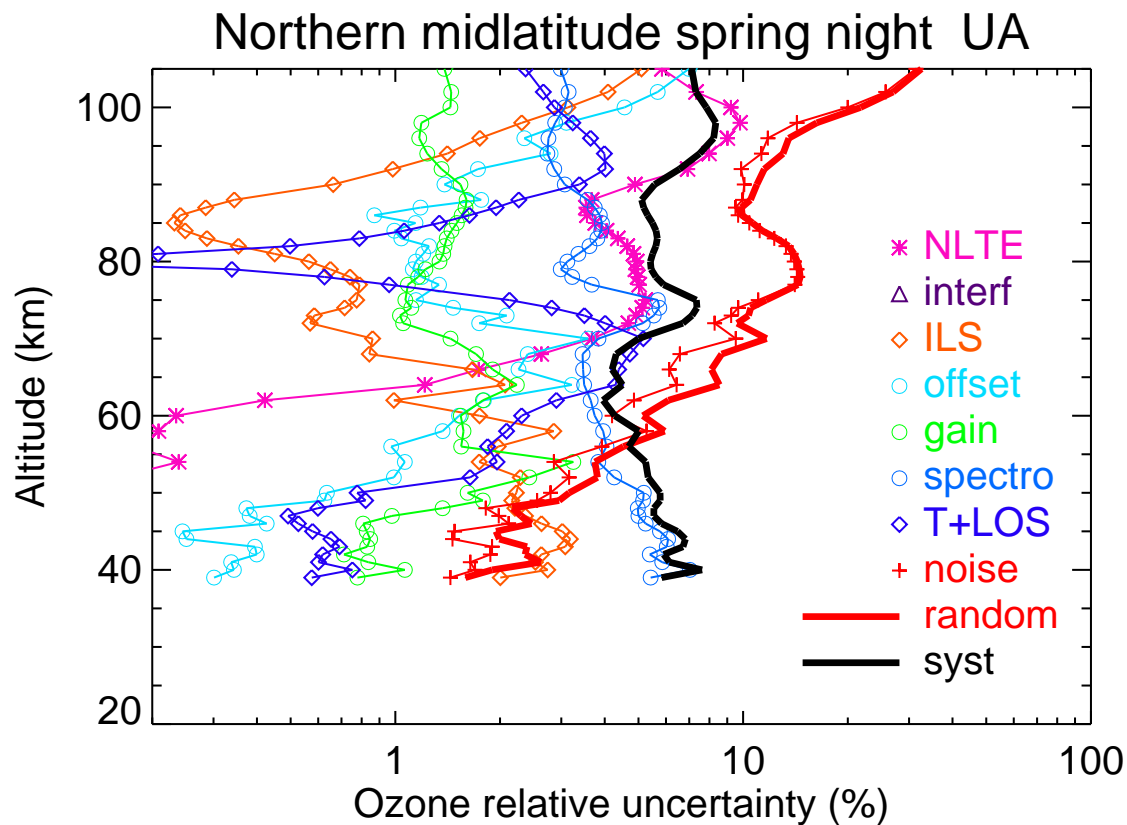 Northern midlatitude spring night  UA
100
80
60
40
20
Altitude (km)
NLTE
interf
ILS
offset
gain
spectro
T+LOS
noise
random
syst
1
10
100
Ozone relative uncertainty (%)